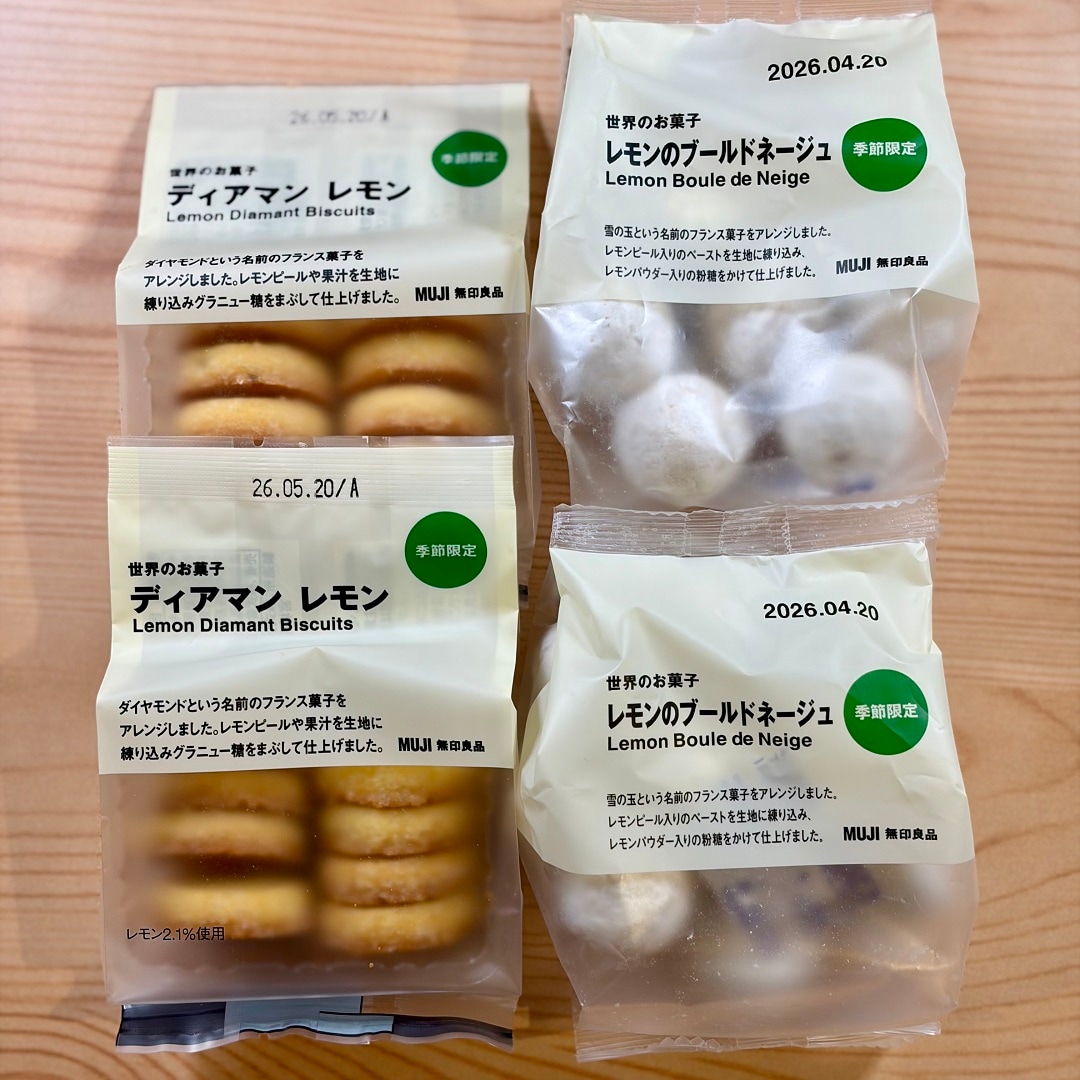 26.05.20/A
季節限定
世界のお菓子
ディアマン レモン
Lemon Diamant Biscuits
ダイヤモンドという名前のフランス菓子を
アレンジしました。レモンピールや果汁を生地に
練り込みグラニュー糖をまぶして仕上げました。
MUJI 無印良品
2026.04.20
世界のお菓子
レモンのブールドネージュ
季節限定
Lemon Boule de Neige
雪の玉という名前のフランス菓子をアレンジしました。
レモンピール入りのペーストを生地に練り込み、
レモンパウダー入りの粉糖をかけて仕上げました。
MUJI 無印良品
26.05.20/A
季節限定
世界のお菓子
ディアマン レモン
Lemon Diamant Biscuits
ダイヤモンドという名前のフランス菓子を
アレンジしました。レモンピールや果汁を生地に
練り込みグラニュー糖をまぶして仕上げました。
MUJI 無印良品
レモン2.1%使用
2026.04.20
世界のお菓子
レモンのブールドネージュ
季節限定
Lemon Boule de Neige
雪の玉という名前のフランス菓子をアレンジしました。
レモンピール入りのペーストを生地に練り込み、
レモンパウダー入りの粉糖をかけて仕上げました。
MUJI 無印良品